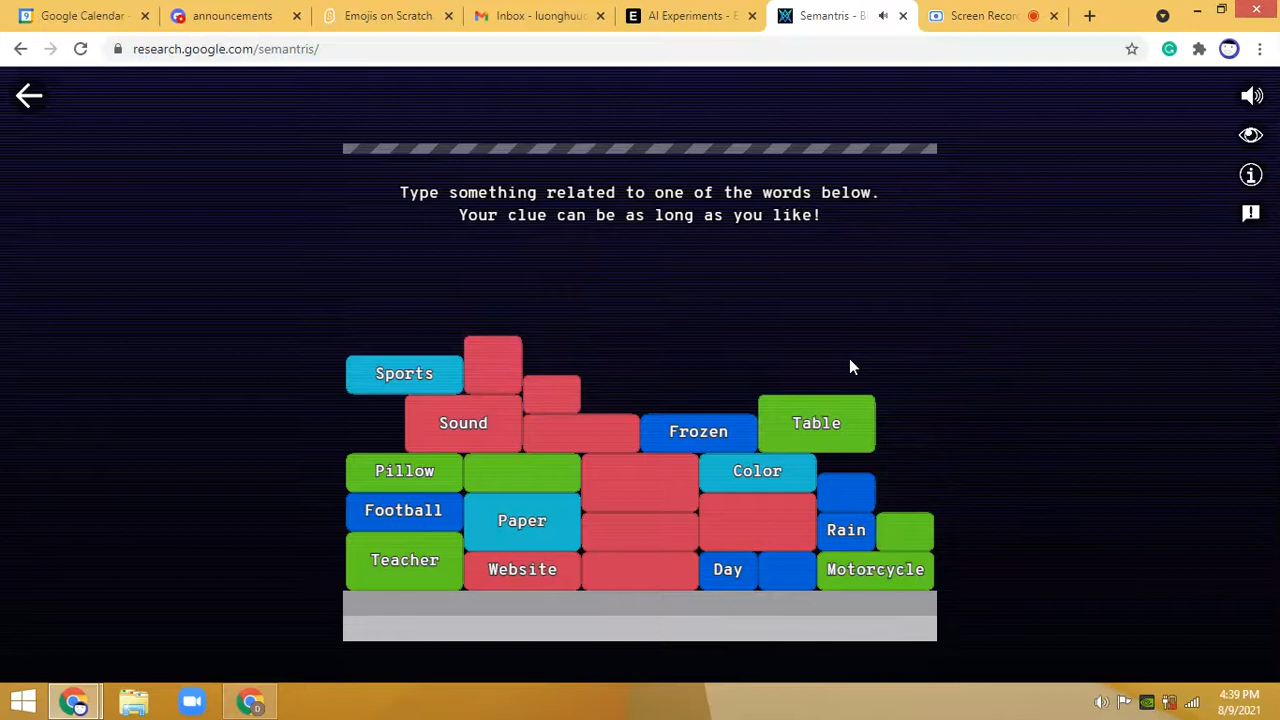 Google Calendar -
announcements
Emojis on Scratch
Inbox - luonghuuc
AI Experiments - E
Semantris - B
Screen Recor
research.google.com/semantris/
Type something related to one of the words below.
Your clue can be as long as you like!
Sports
Sound
Frozen
Table
Pillow
Color
Football
Paper
Rain
Teacher
Website
Day
Motorcycle
4:39 PM
8/9/2021